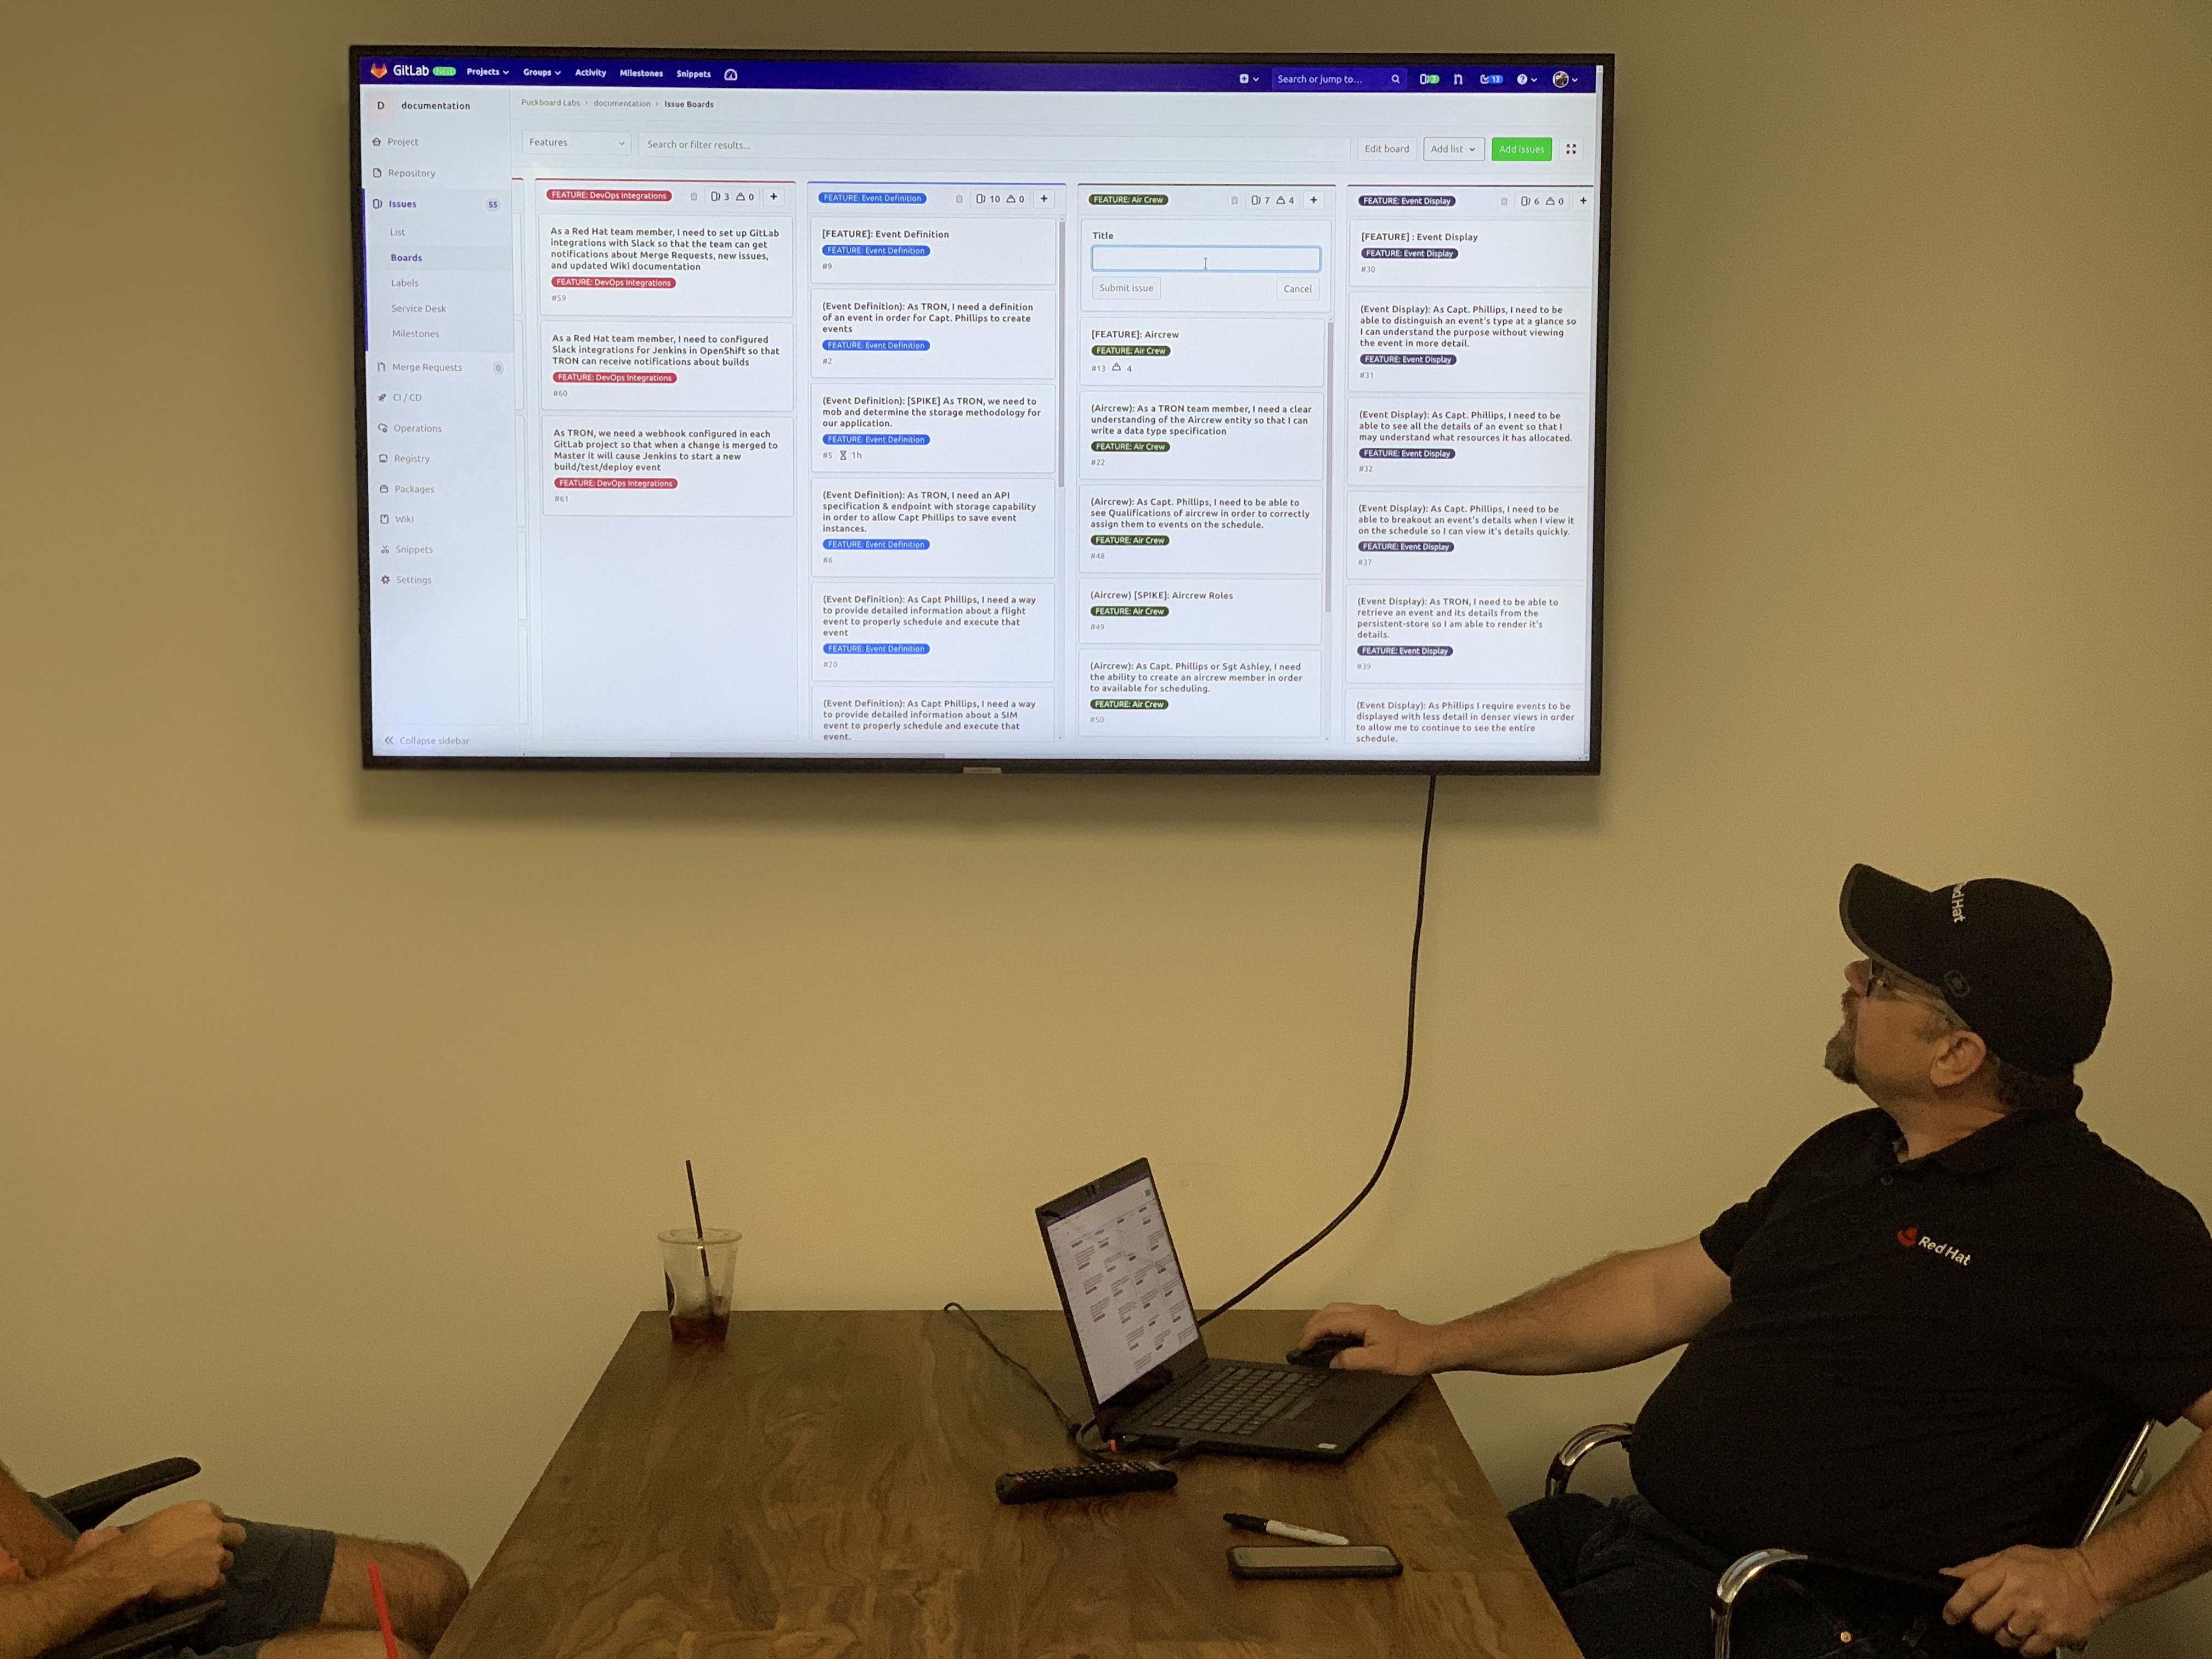 GitLab Next Projects Groups Activity Milestones Snippets Search or jump to... 13
D documentation
Puckboard Labs › documentation › Issue Boards
Project
Repository
Issues 55
List
Boards
Labels
Service Desk
Milestones
Merge Requests 0
CI / CD
Operations
Registry
Packages
Wiki
Snippets
Settings
« Collapse sidebar
Features Search or filter results... Edit board Add list Add issues
FEATURE: DevOps Integrations 3 0 +
As a Red Hat team member, I need to set up GitLab
integrations with Slack so that the team can get
notifications about Merge Requests, new issues,
and updated Wiki documentation
FEATURE: DevOps Integrations
#59
As a Red Hat team member, I need to configured
Slack integrations for Jenkins in OpenShift so that
TRON can receive notifications about builds
FEATURE: DevOps Integrations
#60
As TRON, we need a webhook configured in each
GitLab project so that when a change is merged to
Master it will cause Jenkins to start a new
build/test/deploy event
FEATURE: DevOps Integrations
#61
FEATURE: Event Definition 10 0 +
[FEATURE]: Event Definition
FEATURE: Event Definition
#9
(Event Definition): As TRON, I need a definition
of an event in order for Capt. Phillips to create
events
FEATURE: Event Definition
#2
(Event Definition): [SPIKE] As TRON, we need to
mob and determine the storage methodology for
our application.
FEATURE: Event Definition
#5 1h
(Event Definition): As TRON, I need an API
specification & endpoint with storage capability
in order to allow Capt Phillips to save event
instances.
FEATURE: Event Definition
#6
(Event Definition): As Capt Phillips, I need a way
to provide detailed information about a flight
event to properly schedule and execute that
event
FEATURE: Event Definition
#20
(Event Definition): As Capt Phillips, I need a way
to provide detailed information about a SIM
event to properly schedule and execute that
event.
FEATURE: Air Crew 7 4 +
Title
Submit issue Cancel
[FEATURE]: Aircrew
FEATURE: Air Crew
#13 4
(Aircrew): As a TRON team member, I need a clear
understanding of the Aircrew entity so that I can
write a data type specification
FEATURE: Air Crew
#22
(Aircrew): As Capt. Phillips, I need to be able to
see Qualifications of aircrew in order to correctly
assign them to events on the schedule.
FEATURE: Air Crew
#48
(Aircrew) [SPIKE]: Aircrew Roles
FEATURE: Air Crew
#49
(Aircrew): As Capt. Phillips or Sgt Ashley, I need
the ability to create an aircrew member in order
to available for scheduling.
FEATURE: Air Crew
#50
FEATURE: Event Display 6 0 +
[FEATURE] : Event Display
FEATURE: Event Display
#30
(Event Display): As Capt. Phillips, I need to be
able to distinguish an event's type at a glance so
I can understand the purpose without viewing
the event in more detail.
FEATURE: Event Display
#31
(Event Display): As Capt. Phillips, I need to be
able to see all the details of an event so that I
may understand what resources it has allocated.
FEATURE: Event Display
#32
(Event Display): As Capt. Phillips, I need to be
able to breakout an event's details when I view it
on the schedule so I can view it's details quickly.
FEATURE: Event Display
#37
(Event Display): As TRON, I need to be able to
retrieve an event and its details from the
persistent-store so I am able to render it's
details.
FEATURE: Event Display
#39
(Event Display): As Phillips I require events to be
displayed with less detail in denser views in order
to allow me to continue to see the entire
schedule.
edHat
Red Hat